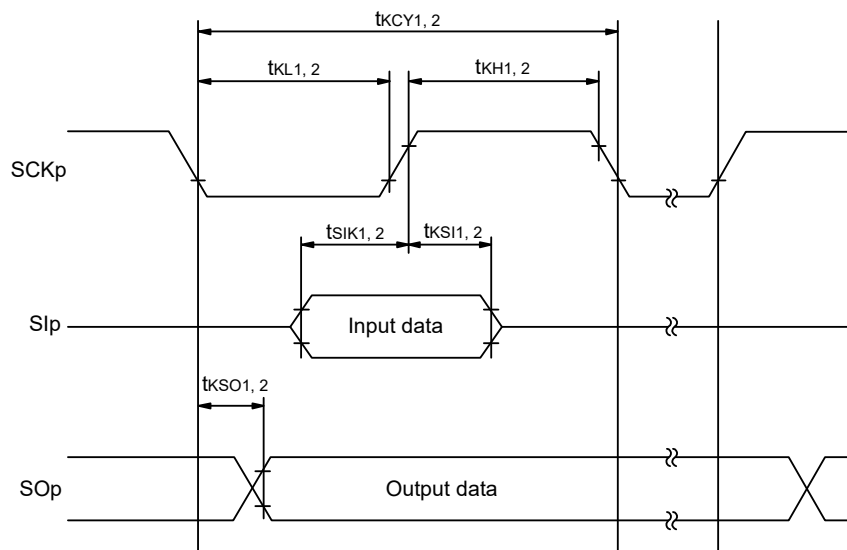 tKCY1, 2
tKL1, 2
tKH1, 2
SCKp
tSIK1, 2
tKSI1, 2
SIp
Input data
tKSO1, 2
SOp
Output data